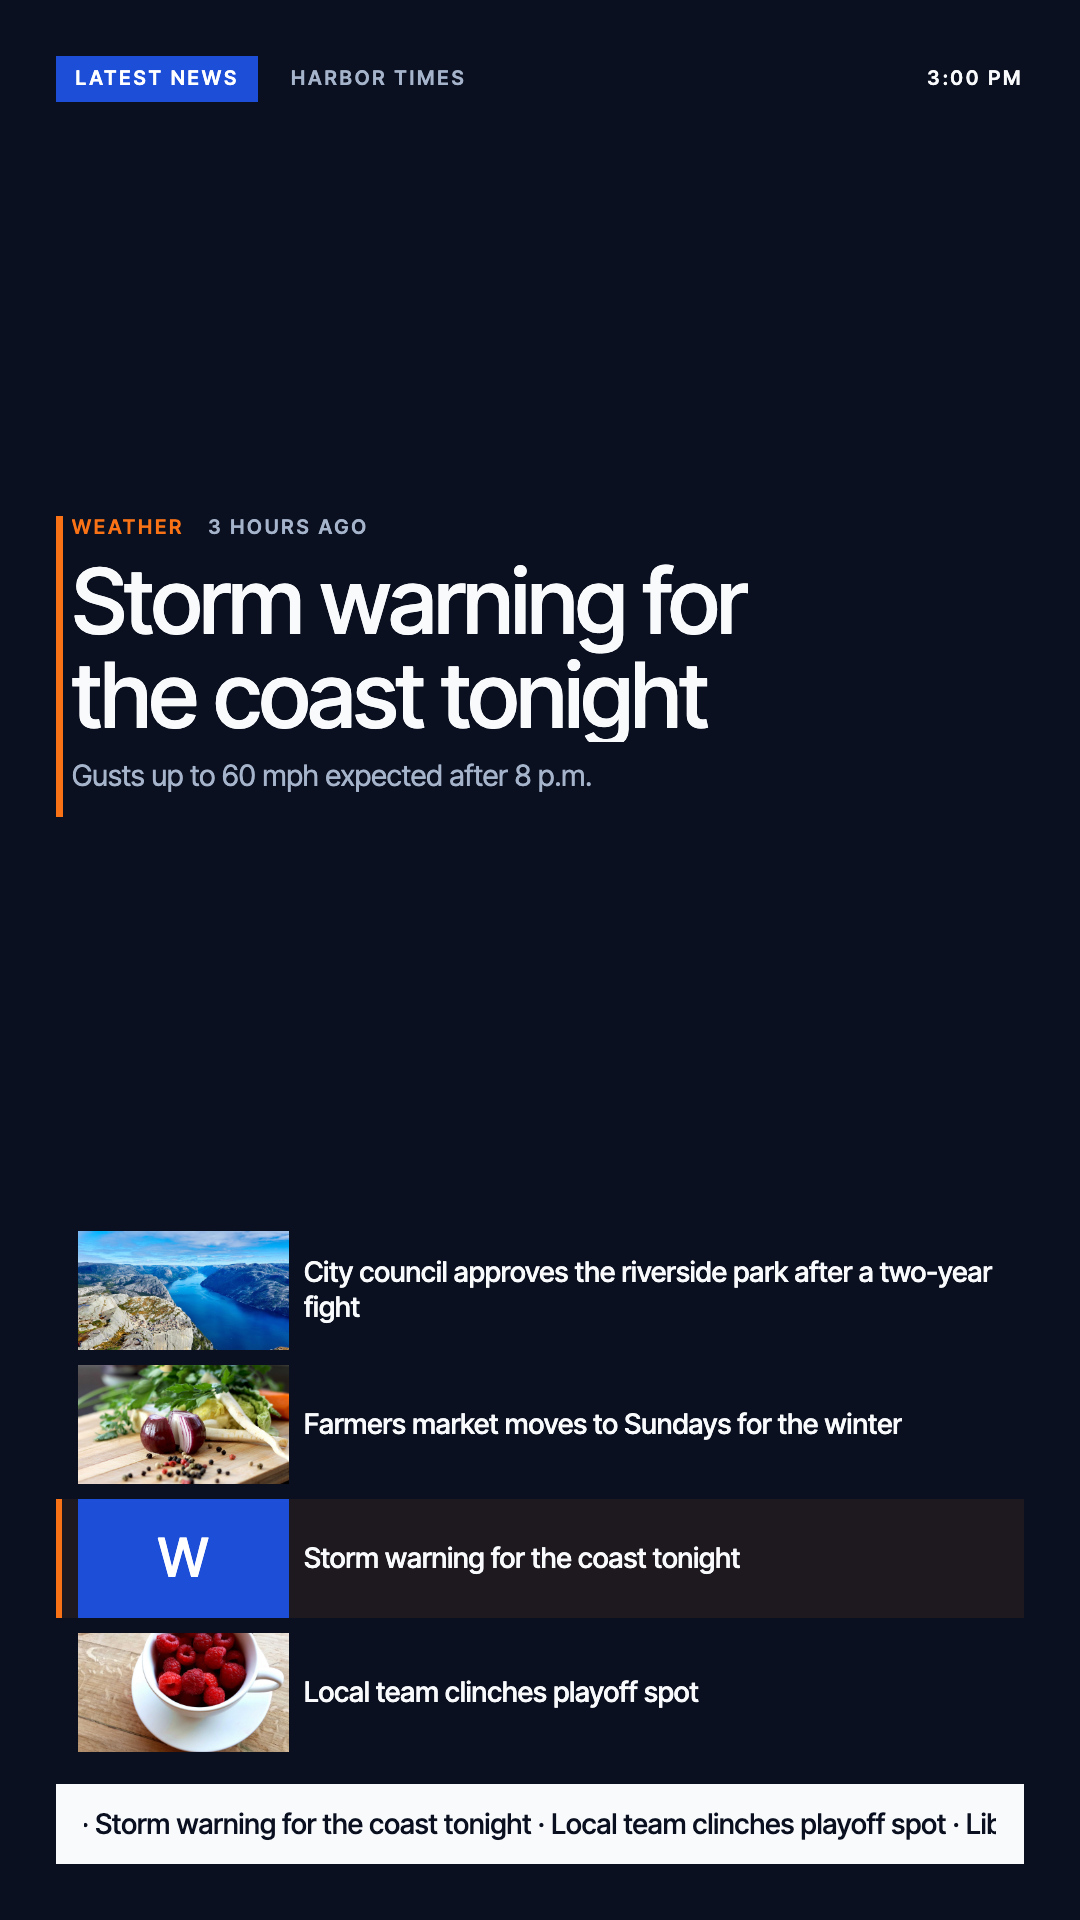 LATEST NEWS HARBOR TIMES 3:00 PM
WEATHER 3 HOURS AGO
Storm warning for
the coast tonight
Gusts up to 60 mph expected after 8 p.m.
City council approves the riverside park after a two-year
fight
Farmers market moves to Sundays for the winter
W
Storm warning for the coast tonight
Local team clinches playoff spot
· Storm warning for the coast tonight · Local team clinches playoff spot ·